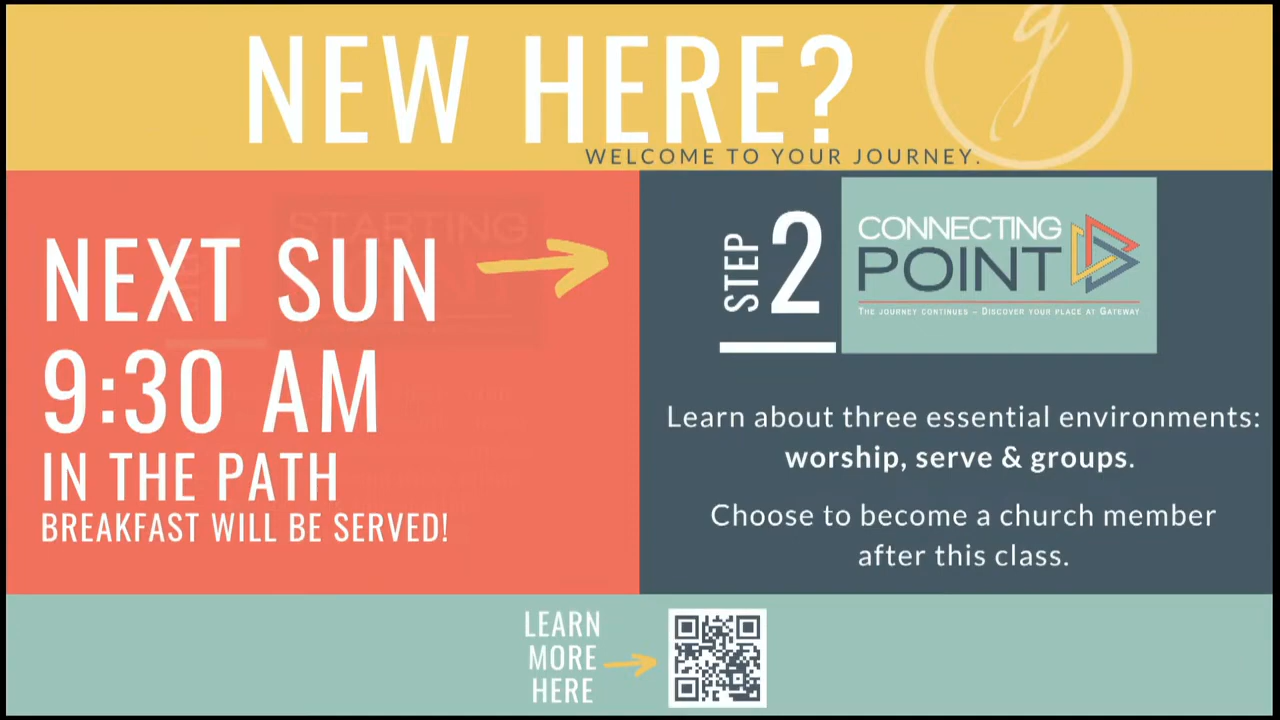 NEW HERE?
WELCOME TO YOUR JOURNEY.
NEXT SUN
9:30 AM
IN THE PATH
BREAKFAST WILL BE SERVED!
STARTING
STEP 2
CONNECTING
POINT
THE JOURNEY CONTINUES – DISCOVER YOUR PLACE AT GATEWAY
Learn about three essential environments:
worship, serve & groups.
Choose to become a church member
after this class.
LEARN
MORE
HERE
g